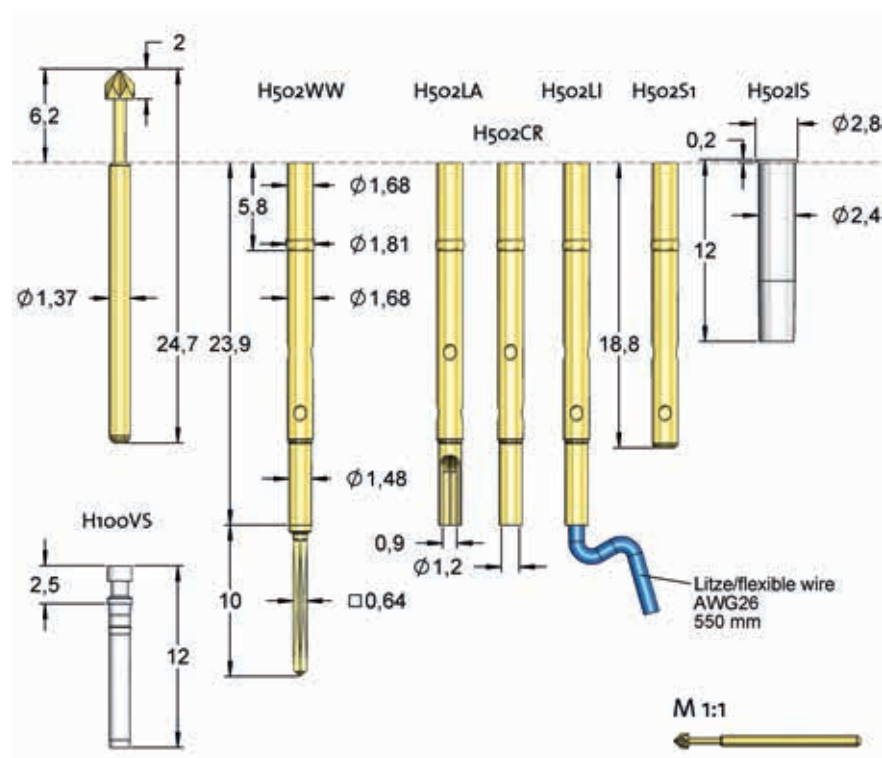 2
6,2
24,7
Ø1,37
H502WW
H502LA
H502LI
H502S1
H502IS
H502CR
Ø2,8
0,2
Ø1,68
5,8
Ø1,81
Ø2,4
12
Ø1,68
23,9
18,8
Ø1,48
H100VS
0,9
Ø1,2
2,5
12
10
□0,64
Litze/flexible wire
AWG26
550 mm
M 1:1